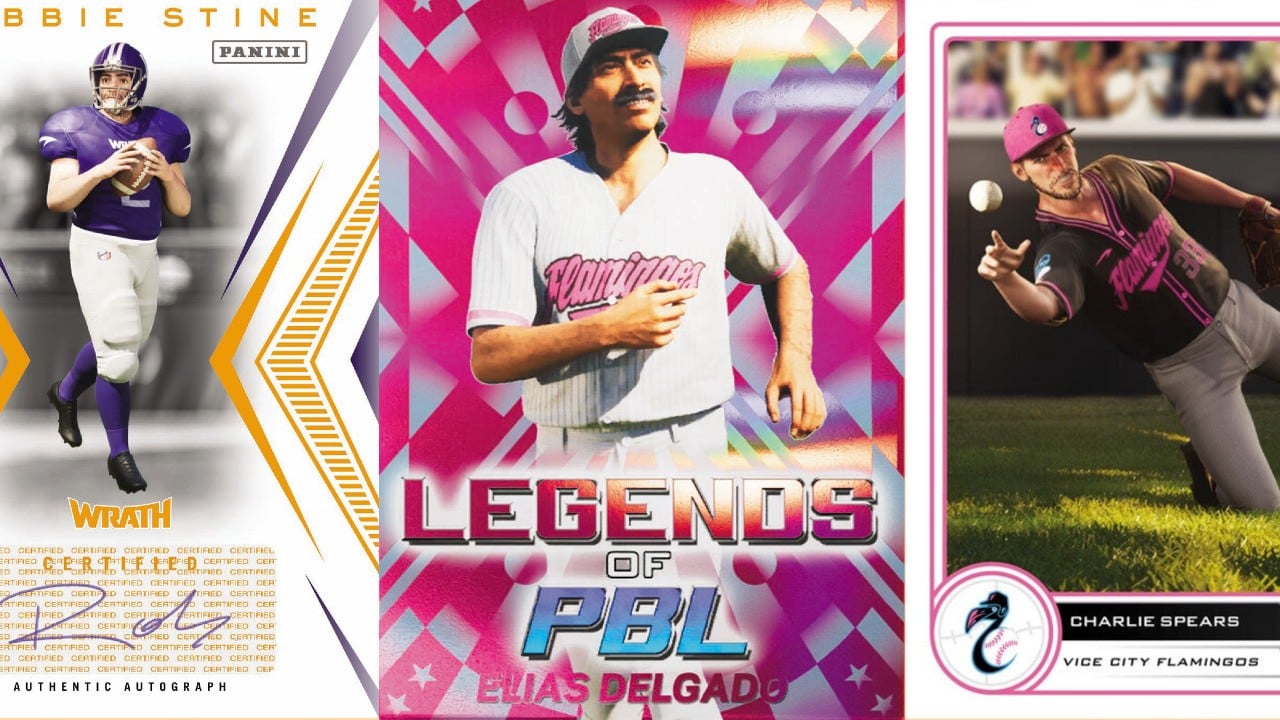 BBIE STINE
PANINI
WRATH
CERTIFIED
AUTHENTIC AUTOGRAPH
Flamingos
Flamingos
LEGENDS
OF
PBL
ELIAS DELGADO
Flamingos
CHARLIE SPEARS
VICE CITY FLAMINGOS